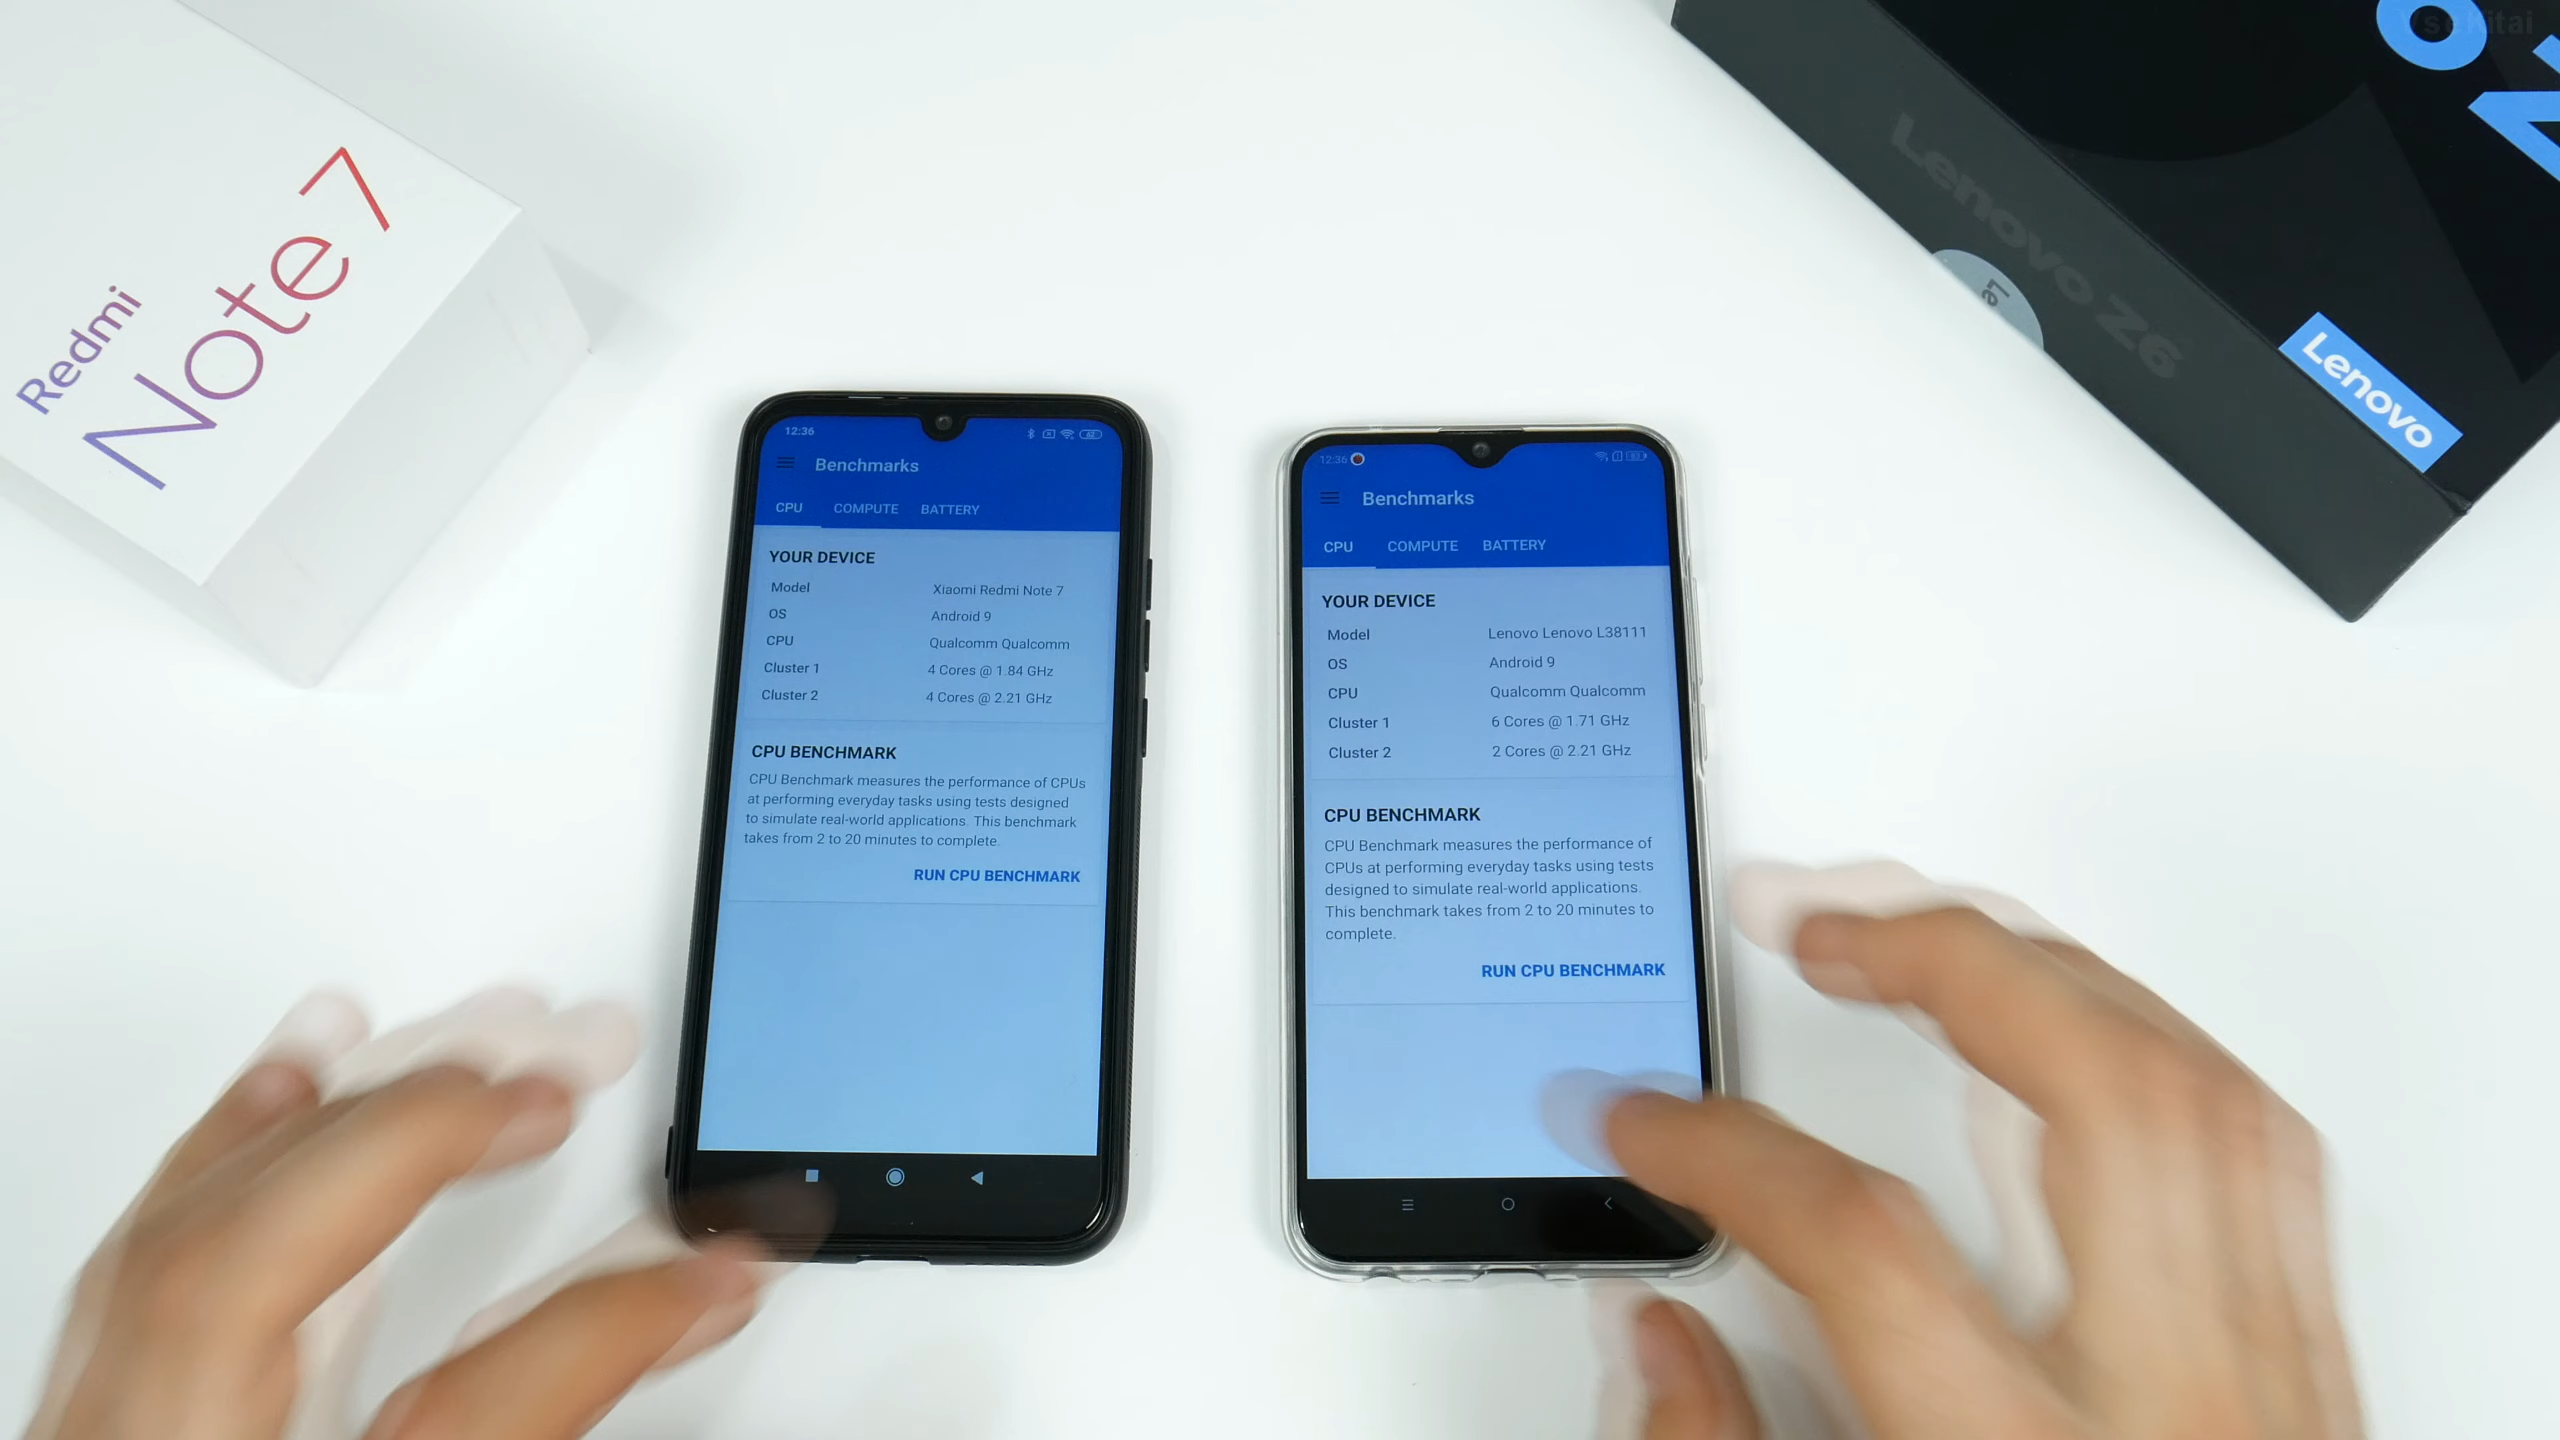 Redmi
Note 7
VseKitai
Lenovo Z6
Le
Lenovo
12:36
Benchmarks
CPU COMPUTE BATTERY
YOUR DEVICE
Model Xiaomi Redmi Note 7
OS Android 9
CPU Qualcomm Qualcomm
Cluster 1 4 Cores @ 1.84 GHz
Cluster 2 4 Cores @ 2.21 GHz
CPU BENCHMARK
CPU Benchmark measures the performance of CPUs
at performing everyday tasks using tests designed
to simulate real-world applications. This benchmark
takes from 2 to 20 minutes to complete.
RUN CPU BENCHMARK
12:36
Benchmarks
CPU COMPUTE BATTERY
YOUR DEVICE
Model Lenovo Lenovo L38111
OS Android 9
CPU Qualcomm Qualcomm
Cluster 1 6 Cores @ 1.71 GHz
Cluster 2 2 Cores @ 2.21 GHz
CPU BENCHMARK
CPU Benchmark measures the performance of
CPUs at performing everyday tasks using tests
designed to simulate real-world applications.
This benchmark takes from 2 to 20 minutes to
complete.
RUN CPU BENCHMARK